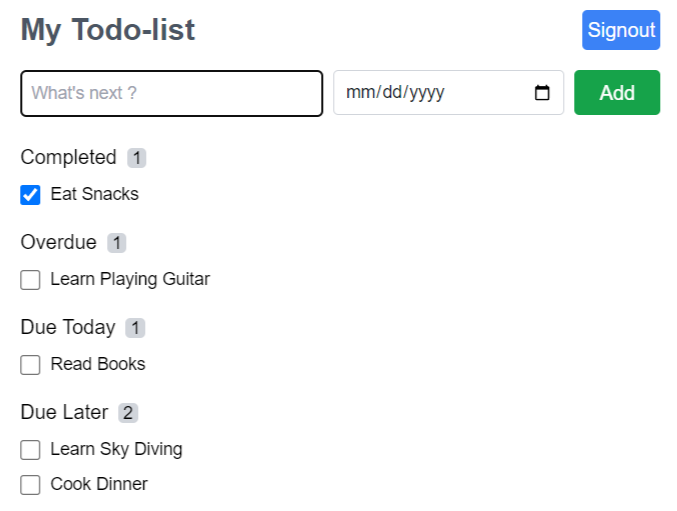 My Todo-list Signout
What's next ? mm/dd/yyyy Add
Completed 1
Eat Snacks
Overdue 1
Learn Playing Guitar
Due Today 1
Read Books
Due Later 2
Learn Sky Diving
Cook Dinner